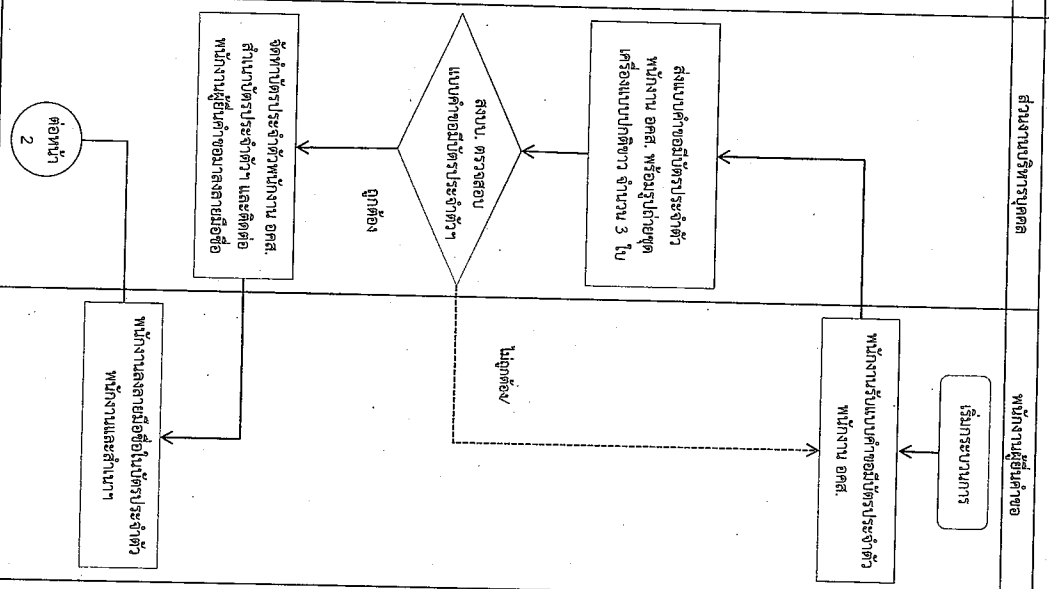 ส่วนงานบริหารบุคคล
พนักงานผู้ยื่นคำขอ
เริ่มกระบวนการ
พนักงานรับแบบคำขอมีบัตรประจำตัว
พนักงาน อคส.
ส่งแบบคำขอมีบัตรประจำตัว
พนักงาน อคส. พร้อมรูปถ่ายชุด
เครื่องแบบปกติขาว จำนวน 3 ใบ
สงบบ. ตรวจสอบ
แบบคำขอมีบัตรประจำตัวฯ
ไม่ถูกต้อง/
ถูกต้อง
จัดทำบัตรประจำตัวพนักงาน อคส.
สำเนาบัตรประจำตัวฯ และติดต่อ
พนักงานผู้ยื่นคำขอมาลงลายมือชื่อ
พนักงานลงลายมือชื่อในบัตรประจำตัว
พนักงานและสำเนาฯ
ต่อหน้า
2